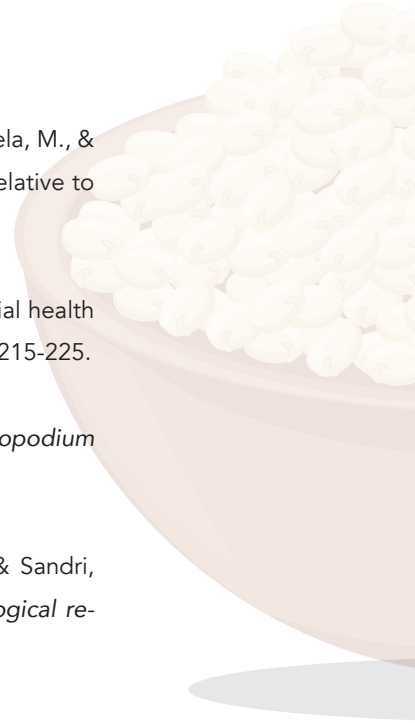 ela, M., &
elative to
ial health
215-225.
opodium
& Sandri,
ogical re-